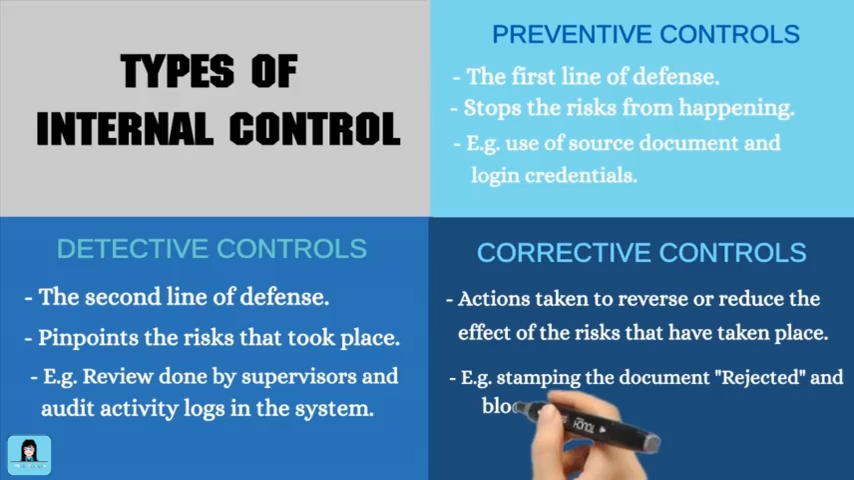 TYPES OF
INTERNAL CONTROL
PREVENTIVE CONTROLS
- The first line of defense.
- Stops the risks from happening.
- E.g. use of source document and
login credentials.
DETECTIVE CONTROLS
- The second line of defense.
- Pinpoints the risks that took place.
- E.g. Review done by supervisors and
audit activity logs in the system.
CORRECTIVE CONTROLS
- Actions taken to reverse or reduce the
effect of the risks that have taken place.
- E.g. stamping the document "Rejected" and